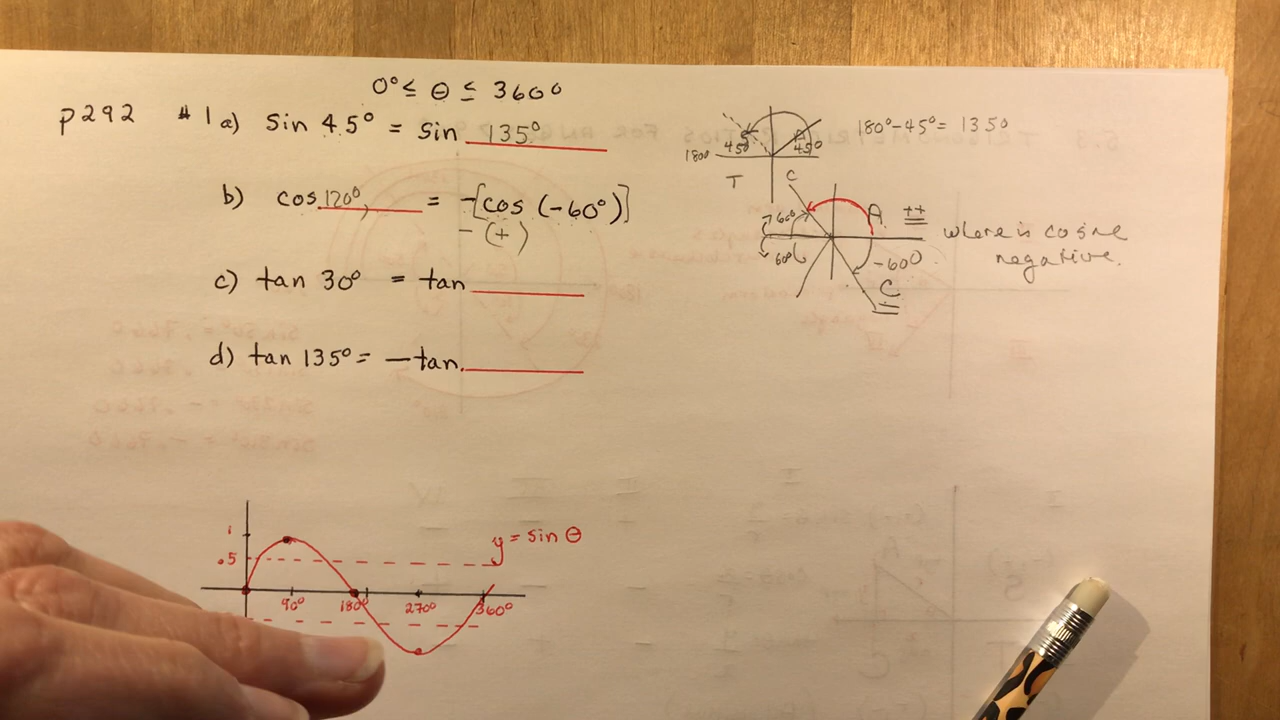 0° ≤ θ ≤ 360°
p292 #1 a) sin 45° = sin 135°
180° - 45° = 135°
180° 45° 45°
T C
b) cos 120° = -[cos (-60°)]
- (+)
60° A ++
60° -60°
C
where is cosine
negative.
c) tan 30° = tan
d) tan 135° = -tan
y = sin θ
1
.5
90° 180° 270° 360°